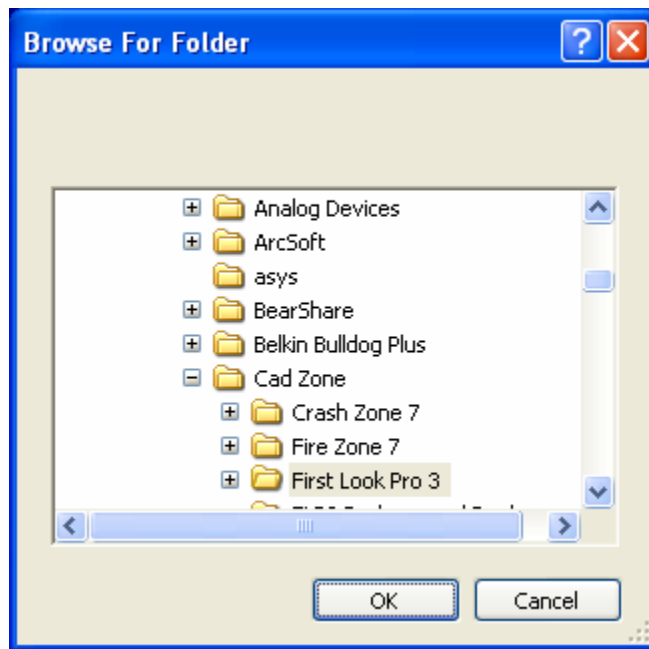 Browse For Folder
Analog Devices
ArcSoft
asys
BearShare
Belkin Bulldog Plus
Cad Zone
Crash Zone 7
Fire Zone 7
First Look Pro 3
OK Cancel